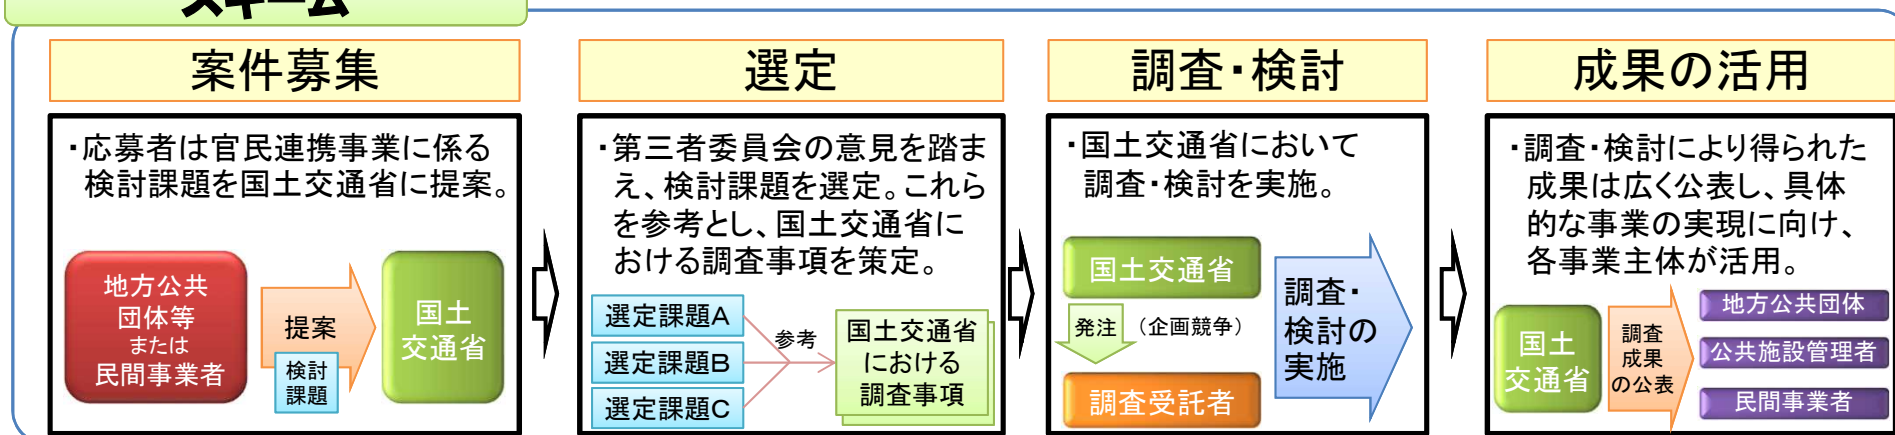 スキーム
案件募集
・応募者は官民連携事業に係る
検討課題を国土交通省に提案。
地方公共
団体等
または
民間事業者
提案
検討
課題
国土
交通省
選定
・第三者委員会の意見を踏ま
え、検討課題を選定。これら
を参考とし、国土交通省に
おける調査事項を策定。
選定課題A
選定課題B
選定課題C
参考
国土交通省
における
調査事項
調査・検討
・国土交通省において
調査・検討を実施。
国土交通省
発注
（企画競争）
調査受託者
調査・
検討の
実施
成果の活用
・調査・検討により得られた
成果は広く公表し、具体
的な事業の実現に向け、
各事業主体が活用。
国土
交通省
調査
成果
の公表
地方公共団体
公共施設管理者
民間事業者